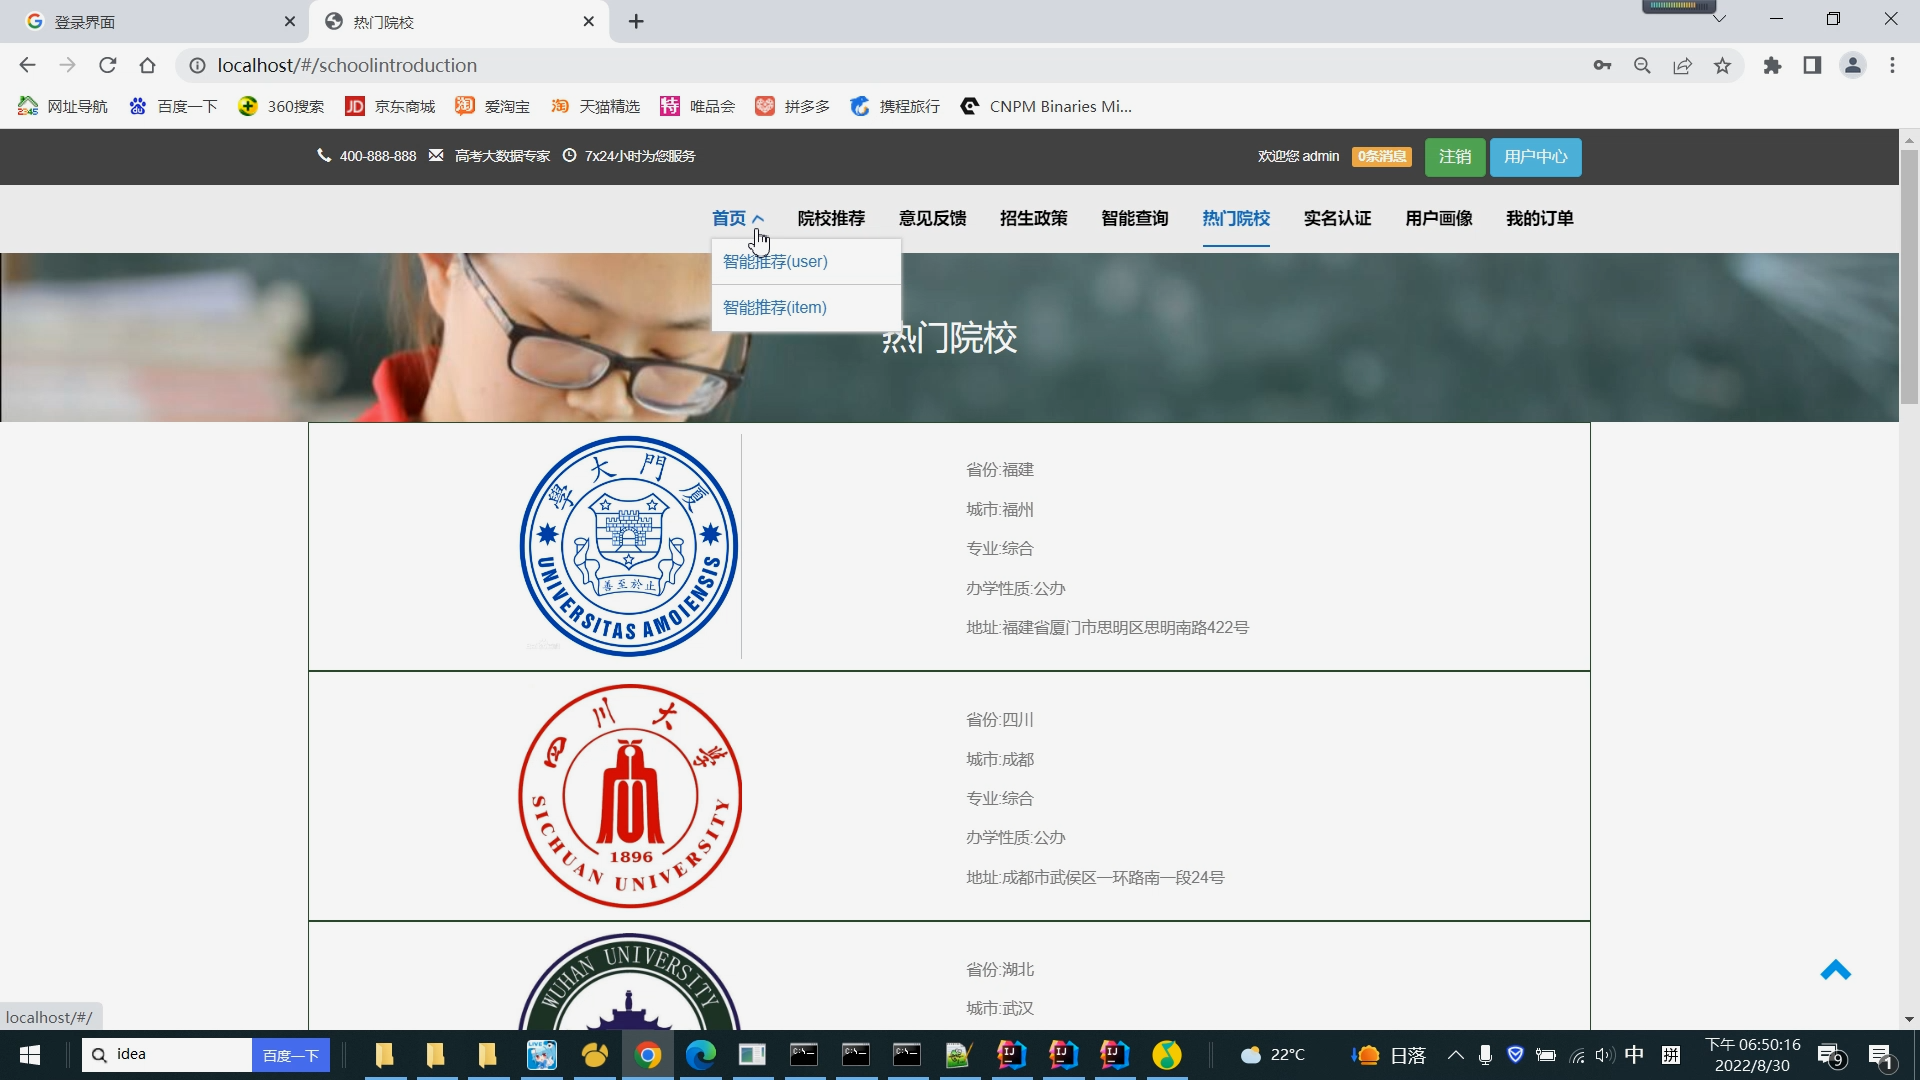 登录界面
热门院校
localhost/#/schoolintroduction
网址导航 百度一下 360搜索 JD 京东商城 淘 爱淘宝 淘 天猫精选 特 唯品会 拼多多 携程旅行 CNPM Binaries Mi...
400-888-888 高考大数据专家 7x24小时为您服务
欢迎您 admin 0条消息 注销 用户中心
首页 院校推荐 意见反馈 招生政策 智能查询 热门院校 实名认证 用户画像 我的订单
智能推荐(user)
智能推荐(item)
热门院校
學大門厦
善至於止
UNIVERSITAS AMOIENSIS
省份:福建
城市:福州
专业:综合
办学性质:公办
地址:福建省厦门市思明区思明南路422号
四川大学
1896
SICHUAN UNIVERSITY
省份:四川
城市:成都
专业:综合
办学性质:公办
地址:成都市武侯区一环路南一段24号
WUHAN UNIVERSITY
省份:湖北
城市:武汉
localhost/#/
idea 百度一下
22°C 日落 中 拼
下午 06:50:16
2022/8/30
9
1